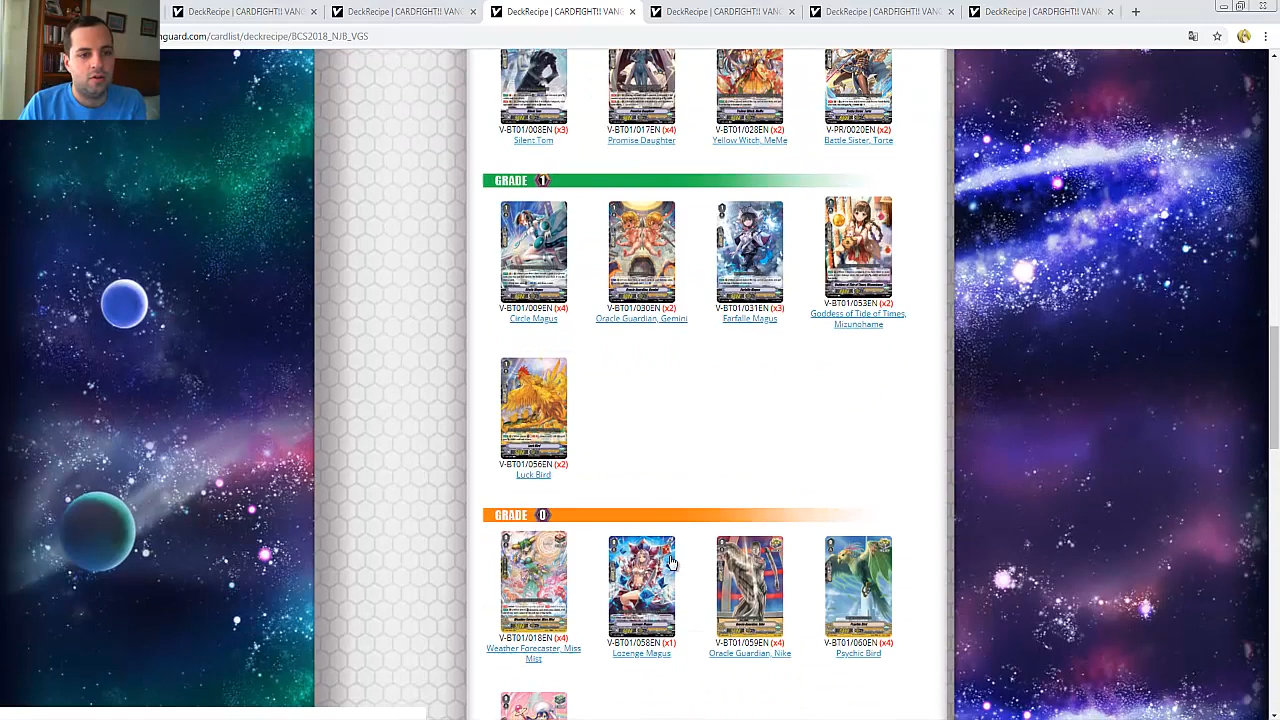 DeckRecipe | CARDFIGHT!! VANG × DeckRecipe | CARDFIGHT!! VANG × DeckRecipe | CARDFIGHT!! VANG × DeckRecipe | CARDFIGHT!! VANG × DeckRecipe | CARDFIGHT!! VANG × DeckRecipe | CARDFIGHT!! VANG ×
nguard.com/cardlist/deckrecipe/BCS2018_NJB_VGS
V-BT01/008EN (x3) V-BT01/017EN (x4) V-BT01/028EN (x2) V-PR/0020EN (x2)
Silent Tom Promise Daughter Yellow Witch, MeMe Battle Sister, Torte
GRADE 1
V-BT01/009EN (x4) V-BT01/030EN (x2) V-BT01/031EN (x3) V-BT01/053EN (x2)
Circle Magus Oracle Guardian, Gemini Farfalle Magus Goddess of Tide of Times,
Mizunohame
V-BT01/056EN (x2)
Luck Bird
GRADE 0
V-BT01/018EN (x4) V-BT01/058EN (x1) V-BT01/059EN (x4) V-BT01/060EN (x4)
Weather Forecaster, Miss Lozenge Magus Oracle Guardian, Nike Psychic Bird
Mist